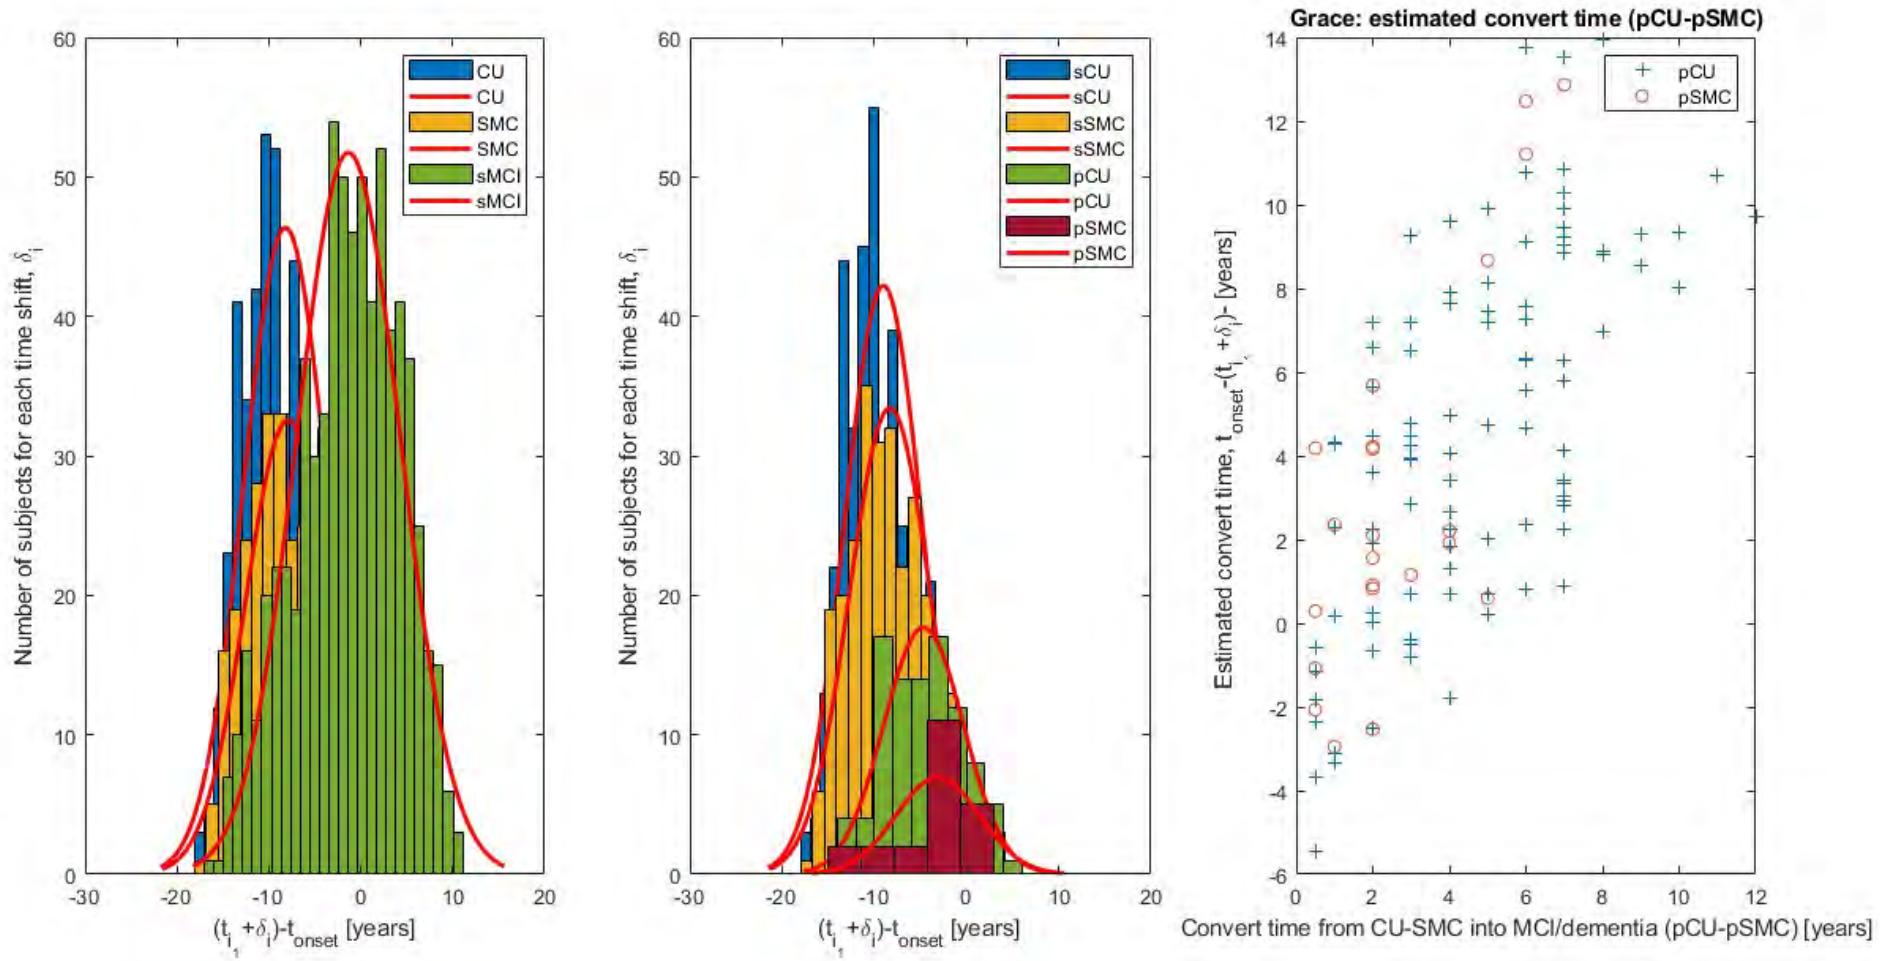 60
50
40
30
20
10
0
-30
-20
-10
0
10
20
Number of subjects for each time shift, δi
(ti1+δi)-tonset [years]
CU
CU
SMC
SMC
sMCI
sMCI
60
50
40
30
20
10
0
-30
-20
-10
0
10
20
Number of subjects for each time shift, δi
(ti1+δi)-tonset [years]
sCU
sCU
sSMC
sSMC
pCU
pCU
pSMC
pSMC
Grace: estimated convert time (pCU-pSMC)
14
12
10
8
6
4
2
0
-2
-4
-6
0
2
4
6
8
10
12
Estimated convert time, tonset-(ti1+δi)- [years]
Convert time from CU-SMC into MCI/dementia (pCU-pSMC) [years]
pCU
pSMC